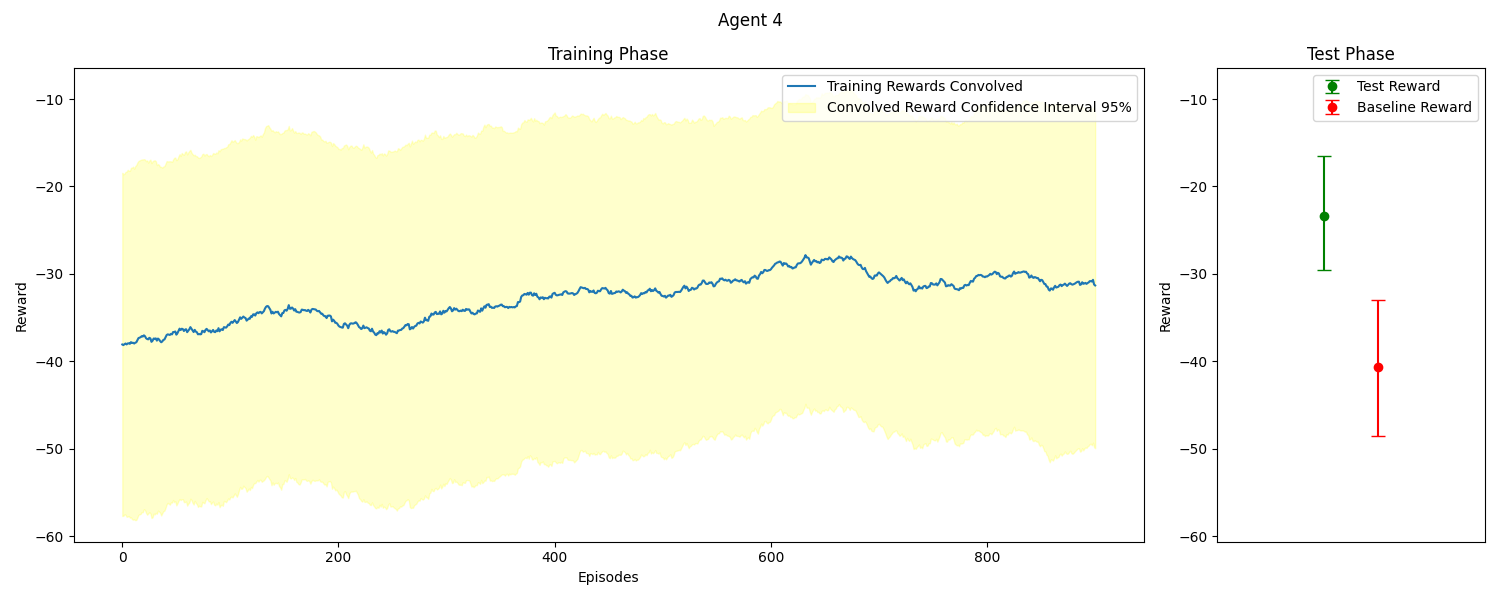 Agent 4
Training Phase
Training Rewards Convolved
Convolved Reward Confidence Interval 95%
−10
−20
−30
−40
−50
−60
Reward
0
200
400
600
800
Episodes
Test Phase
Test Reward
Baseline Reward
−10
−20
−30
−40
−50
−60
Reward